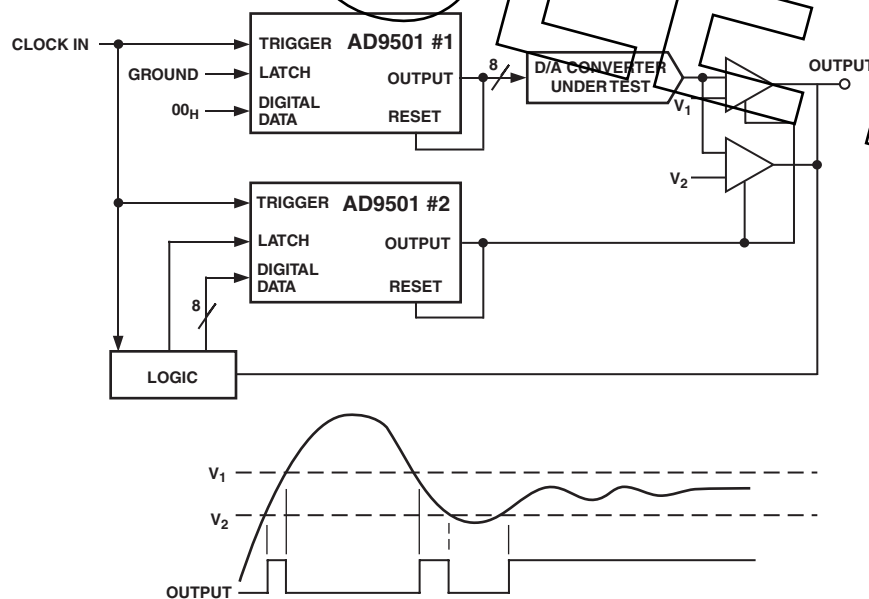 CLOCK IN
TRIGGER AD9501 #1
GROUND
LATCH
OUTPUT
00H
DIGITAL
DATA
RESET
8
D/A CONVERTER
UNDER TEST
V1
V2
OUTPUT
TRIGGER AD9501 #2
LATCH
OUTPUT
DIGITAL
DATA
RESET
8
LOGIC
V1
V2
OUTPUT